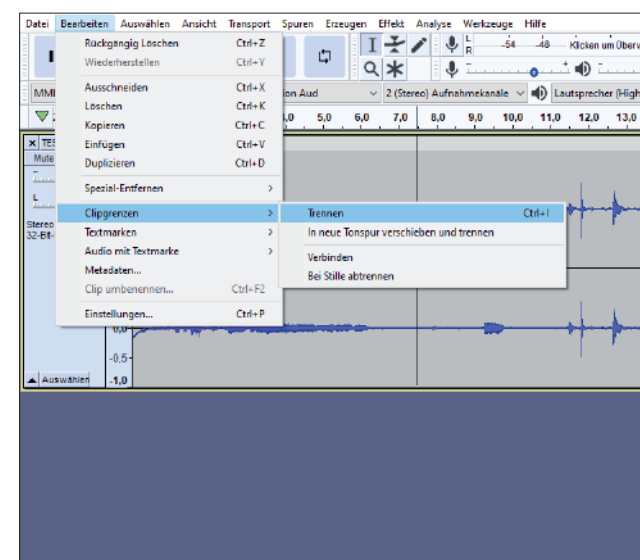 Datei Bearbeiten Auswählen Ansicht Transport Spuren Erzeugen Effekt Analyse Werkzeuge Hilfe
Rückgängig Löschen Ctrl+Z
Wiederherstellen Ctrl+Y
Ausschneiden Ctrl+X
Löschen Ctrl+K
Kopieren Ctrl+C
Einfügen Ctrl+V
Duplizieren Ctrl+D
Spezial-Entfernen >
Clipgrenzen >
Textmarken >
Audio mit Textmarke >
Metadaten...
Clip umbenennen... Ctrl+F2
Einstellungen... Ctrl+P
Trennen Ctrl+I
In neue Tonspur verschieben und trennen
Verbinden
Bei Stille abtrennen
L R -54 -48 Klicken um
MME
ion Aud 2 (Stereo) Aufnahmekanäle Lautsprecher (High
5,0 6,0 7,0 8,0 9,0 10,0 11,0 12,0 13,0
Mute
L
Stereo
32-Bit-
0,0
-0,5
Auswählen -1,0